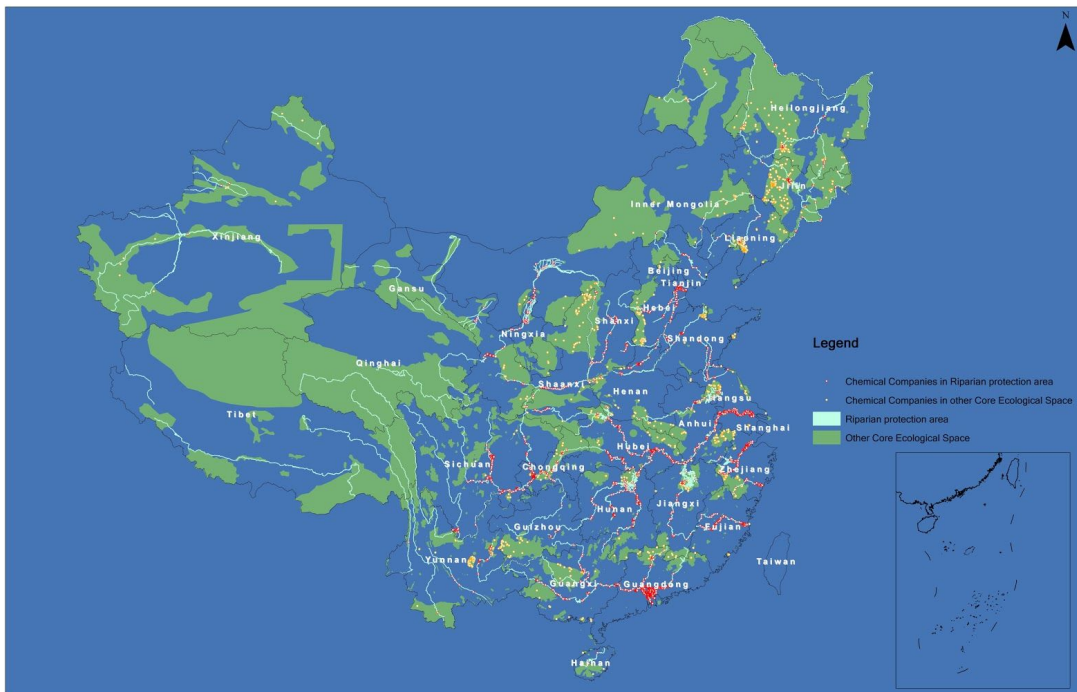 N
Heilongjiang
Jilin
Inner Mongolia
Liaoning
Xinjiang
Beijing
Tianjin
Gansu
Hebei
Shanxi
Ningxia
Shandong
Legend
Qinghai
Shaanxi
Chemical Companies in Riparian protection area
Henan
Chemical Companies in other Core Ecological Space
Jiangsu
Tibet
Riparian protection area
Anhui
Shanghai
Other Core Ecological Space
Hubei
Sichuan
Chongqing
Zhejiang
Jiangxi
Hunan
Guizhou
Fujian
Yunnan
Taiwan
Guangxi
Guangdong
Hainan